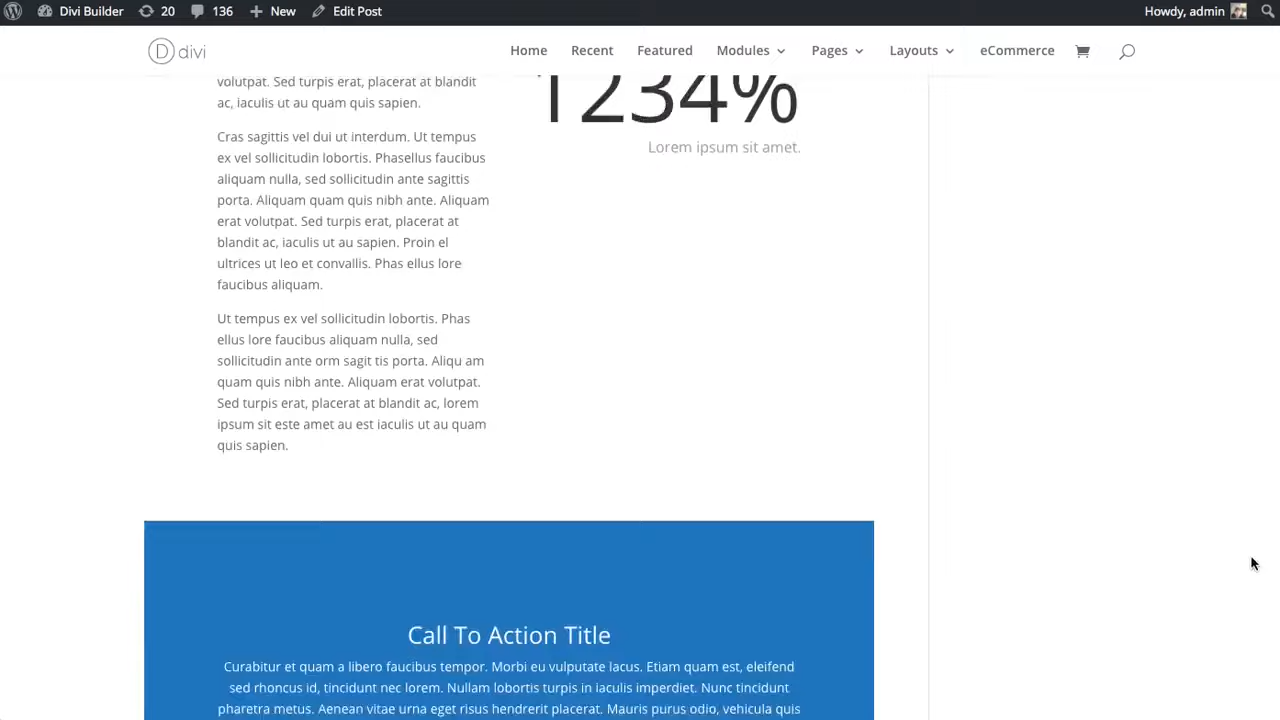 Divi Builder 20 136 New Edit Post Howdy, admin
D divi Home Recent Featured Modules Pages Layouts eCommerce
volutpat. Sed turpis erat, placerat at blandit
ac, iaculis ut au quam quis sapien.
Cras sagittis vel dui ut interdum. Ut tempus
ex vel sollicitudin lobortis. Phasellus faucibus
aliquam nulla, sed sollicitudin ante sagittis
porta. Aliquam quam quis nibh ante. Aliquam
erat volutpat. Sed turpis erat, placerat at
blandit ac, iaculis ut au sapien. Proin el
ultrices ut leo et convallis. Phas ellus lore
faucibus aliquam.
Ut tempus ex vel sollicitudin lobortis. Phas
ellus lore faucibus aliquam nulla, sed
sollicitudin ante orm sagit tis porta. Aliqu am
quam quis nibh ante. Aliquam erat volutpat.
Sed turpis erat, placerat at blandit ac, lorem
ipsum sit este amet au est iaculis ut au quam
quis sapien.
1234%
Lorem ipsum sit amet.
Call To Action Title
Curabitur et quam a libero faucibus tempor. Morbi eu vulputate lacus. Etiam quam est, eleifend
sed rhoncus id, tincidunt nec lorem. Nullam lobortis turpis in iaculis imperdiet. Nunc tincidunt
pharetra metus. Aenean vitae urna eget risus hendrerit placerat. Mauris purus odio, vehicula quis